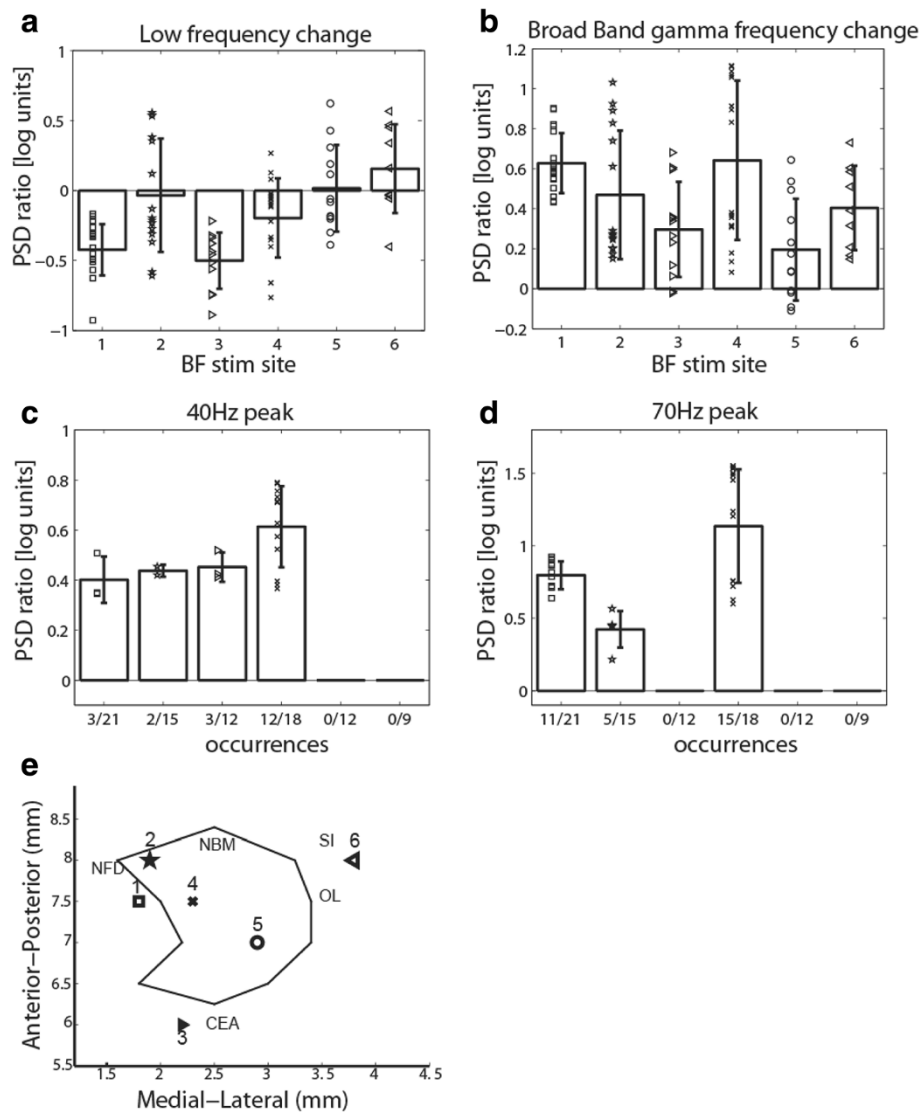 a
Low frequency change
PSD ratio [log units]
1
0.5
0
−0.5
−1
1 2 3 4 5 6
BF stim site
b
Broad Band gamma frequency change
PSD ratio [log units]
1.2
1
0.8
0.6
0.4
0.2
0
−0.2
1 2 3 4 5 6
BF stim site
c
40Hz peak
PSD ratio [log units]
1
0.8
0.6
0.4
0.2
0
3/21 2/15 3/12 12/18 0/12 0/9
occurrences
d
70Hz peak
PSD ratio [log units]
1.5
1
0.5
0
11/21 5/15 0/12 15/18 0/12 0/9
occurrences
e
Anterior−Posterior (mm)
8.5
8
7.5
7
6.5
6
5.5
2
NBM
SI 6
NFD
1
4
OL
5
CEA
3
1.5 2 2.5 3 3.5 4 4.5
Medial−Lateral (mm)